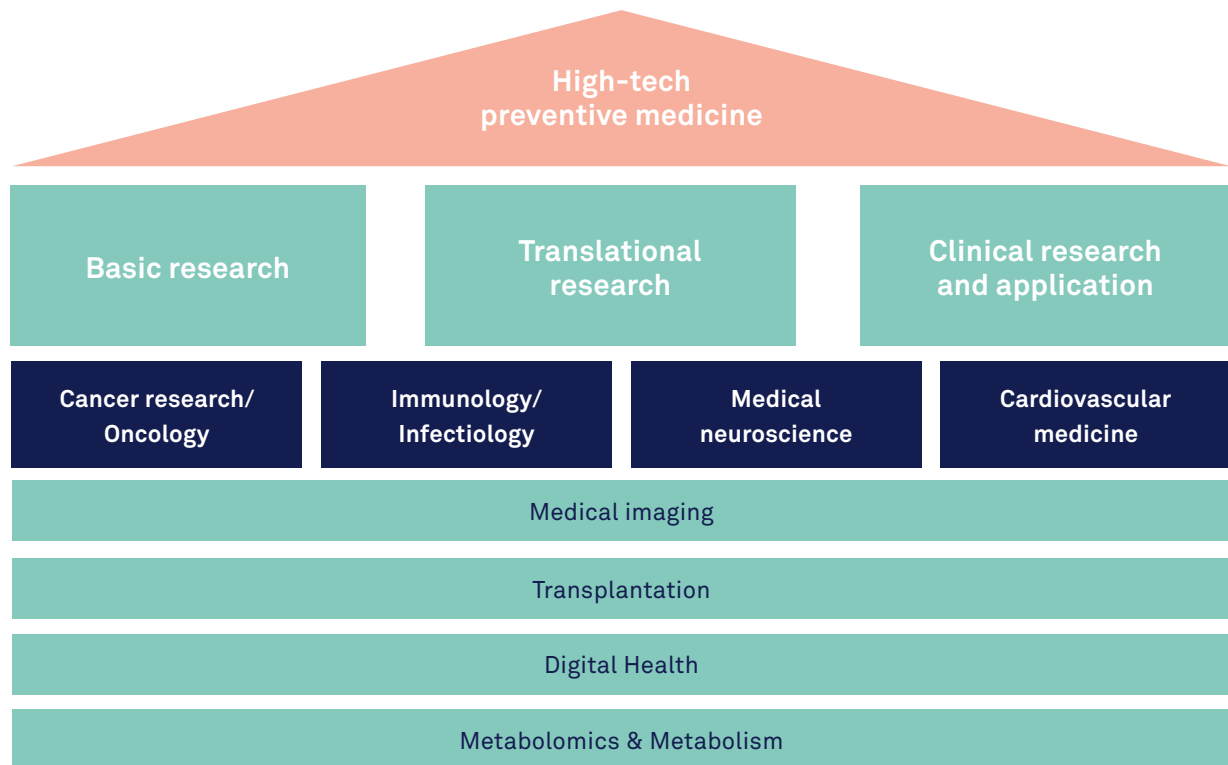 High-tech
preventive medicine
Basic research
Translational
research
Clinical research
and application
Cancer research/
Oncology
Immunology/
Infectiology
Medical
neuroscience
Cardiovascular
medicine
Medical imaging
Transplantation
Digital Health
Metabolomics & Metabolism